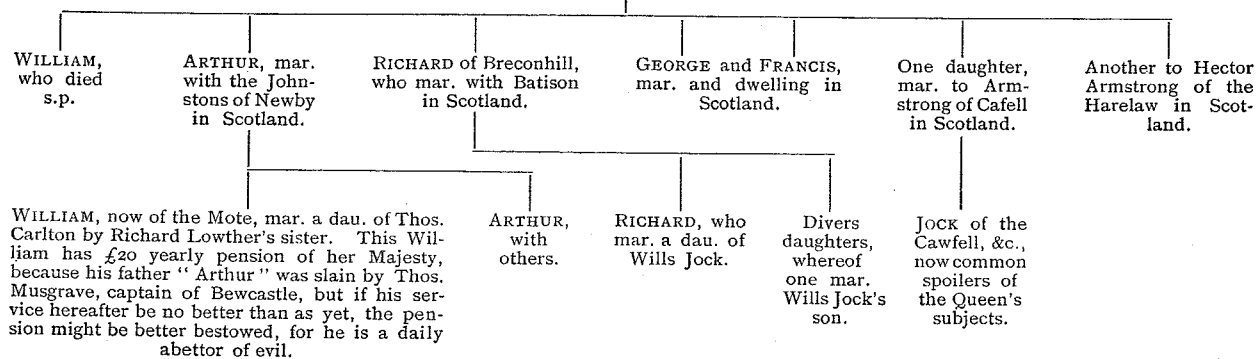 WILLIAM,
who died
s.p.
ARTHUR, mar.
with the John-
stons of Newby
in Scotland.
RICHARD of Breconhill,
who mar. with Batison
in Scotland.
GEORGE and FRANCIS,
mar. and dwelling in
Scotland.
One daughter,
mar. to Arm-
strong of Cafell
in Scotland.
Another to Hector
Armstrong of the
Harelaw in Scot-
land.
WILLIAM, now of the Mote, mar. a dau. of Thos.
Carlton by Richard Lowther's sister. This Wil-
liam has £20 yearly pension of her Majesty,
because his father " Arthur " was slain by Thos.
Musgrave, captain of Bewcastle, but if his ser-
vice hereafter be no better than as yet, the pen-
sion might be better bestowed, for he is a daily
abettor of evil.
ARTHUR,
with
others.
RICHARD, who
mar. a dau. of
Wills Jock.
Divers
daughters,
whereof
one mar.
Wills Jock's
son.
JOCK of the
Cawfell, &c.,
now common
spoilers of
the Queen's
subjects.